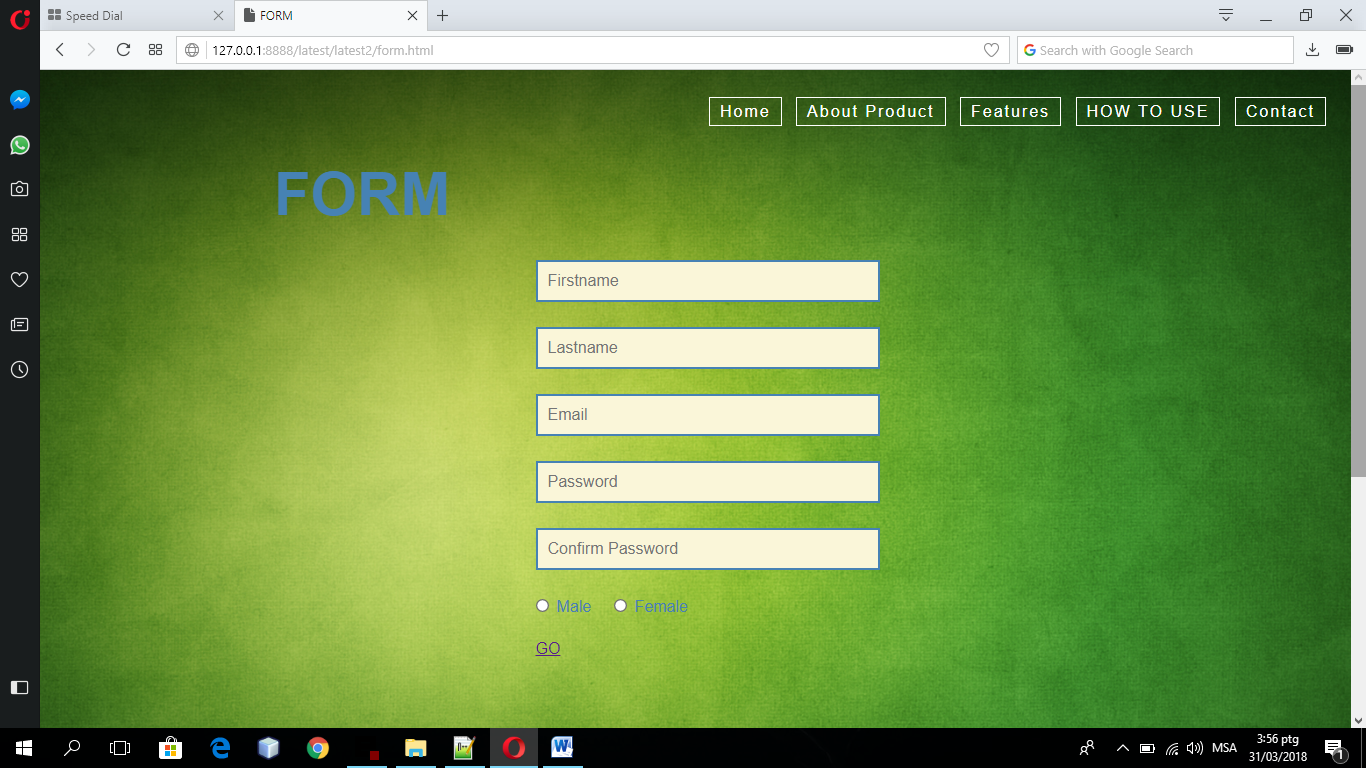 Speed Dial
FORM
127.0.0.1:8888/latest/latest2/form.html
Search with Google Search
Home
About Product
Features
HOW TO USE
Contact
FORM
Firstname
Lastname
Email
Password
Confirm Password
Male
Female
GO
MSA
3:56 ptg
31/03/2018
1